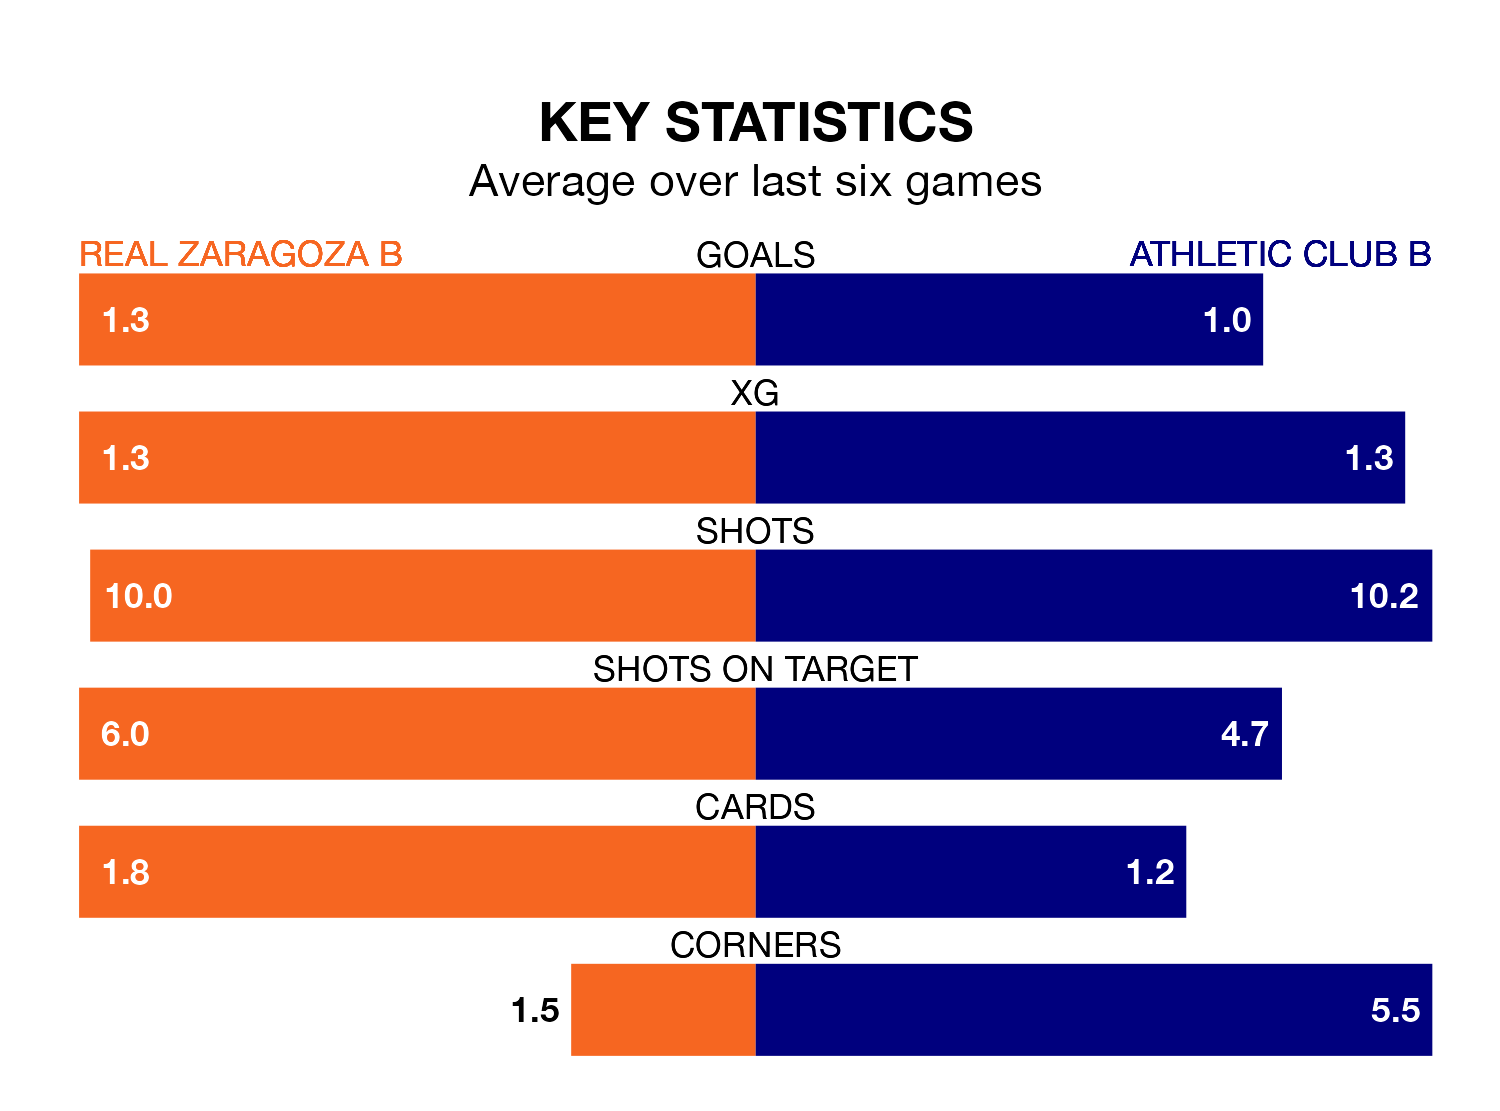 KEY STATISTICS
Average over last six games
REAL ZARAGOZA B GOALS ATHLETIC CLUB B
1.3 1.0
XG
1.3 1.3
SHOTS
10.0 10.2
SHOTS ON TARGET
6.0 4.7
CARDS
1.8 1.2
CORNERS
1.5 5.5